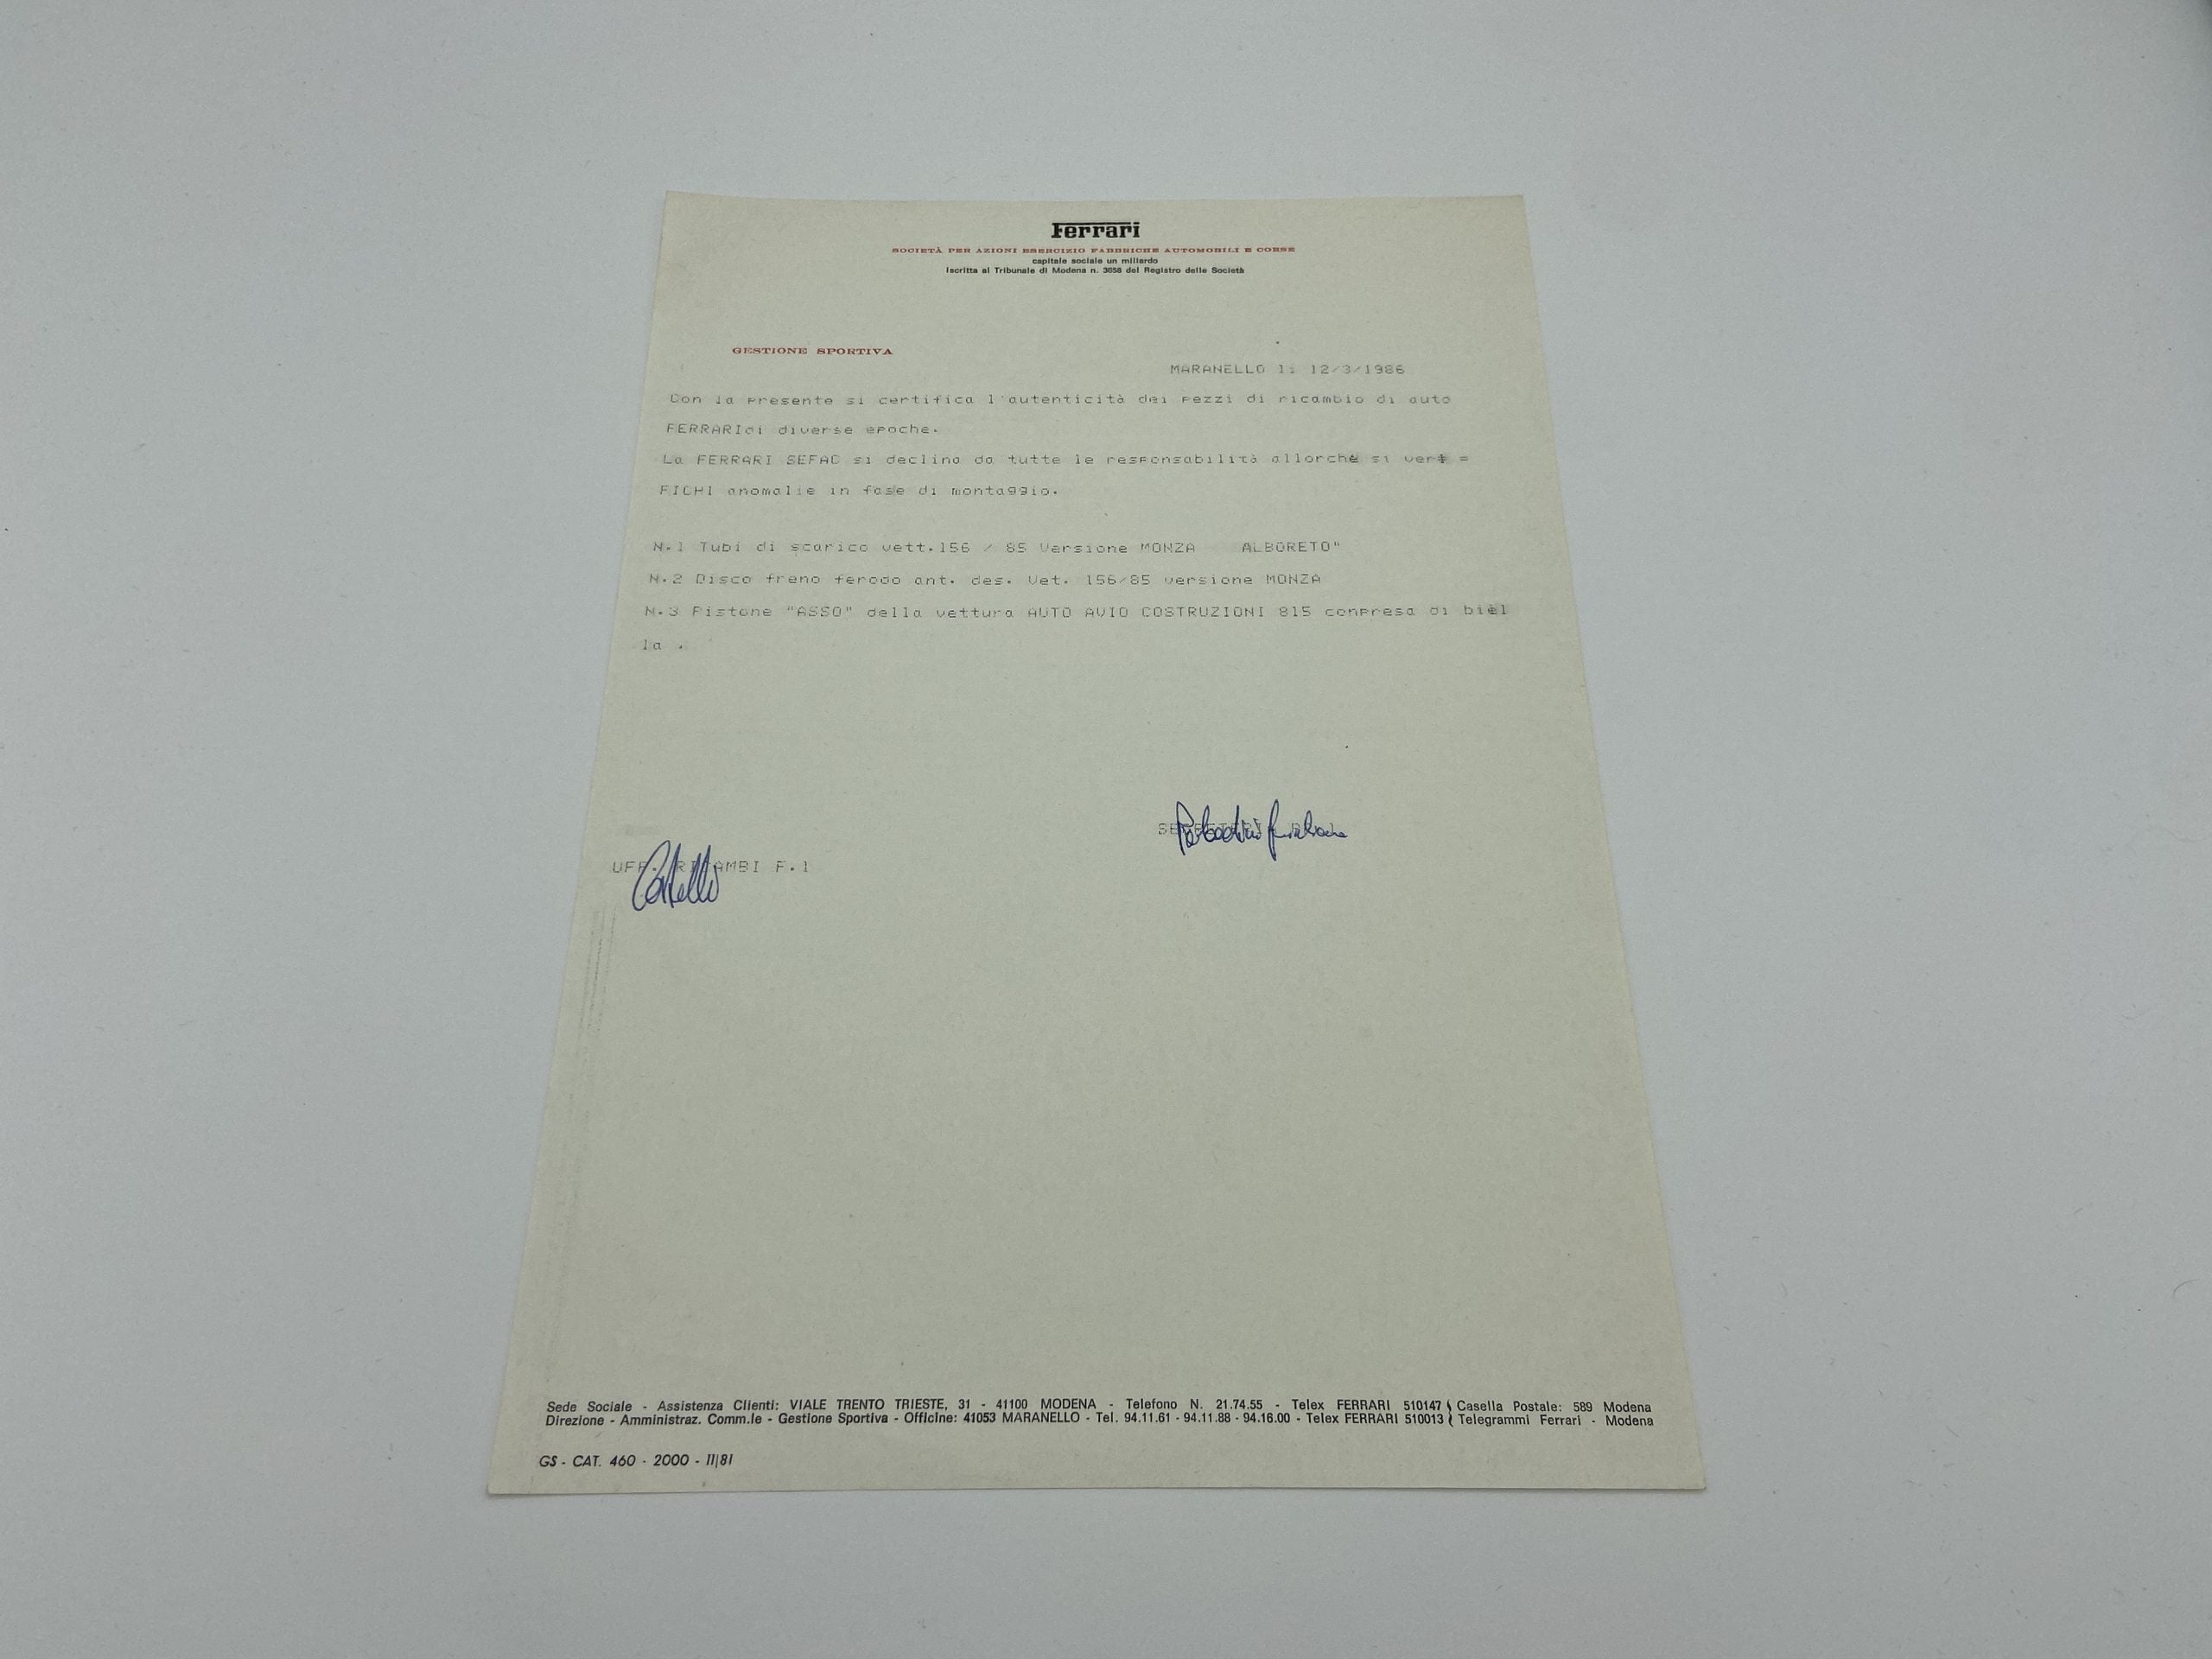 Ferrari
SOCIETÀ PER AZIONI ESERCIZIO FABBRICHE AUTOMOBILI E CORSE
capitale sociale un miliardo
Iscritta al Tribunale di Modena n. 3658 del Registro delle Società
GESTIONE SPORTIVA
MARANELLO li 12/3/1986
Con la presente si certifica l'autenticità dei pezzi di ricambio di auto
FERRARIdi diverse epoche.
La FERRARI SEFAC si declina da tutte le responsabilità allorchè si veri =
FICHI anomalie in fase di montaggio.
N.1 Tubi di scarico vett.156 / 85 Versione MONZA ALBORETO"
N.2 Disco freno ferodo ant. des. Vet. 156/85 versione MONZA
N.3 Pistone "ASSO" della vettura AUTO AVIO COSTRUZIONI 815 conpresa di biel
la .
UFF. RICAMBI F.1
Sede Sociale - Assistenza Clienti: VIALE TRENTO TRIESTE, 31 - 41100 MODENA - Telefono N. 21.74.55 - Telex FERRARI 510147 ( Casella Postale: 589 Modena
Direzione - Amministraz. Comm.le - Gestione Sportiva - Officine: 41053 MARANELLO - Tel. 94.11.61 - 94.11.88 - 94.16.00 - Telex FERRARI 510013 ( Telegrammi Ferrari - Modena
GS - CAT. 460 - 2000 - 11|81